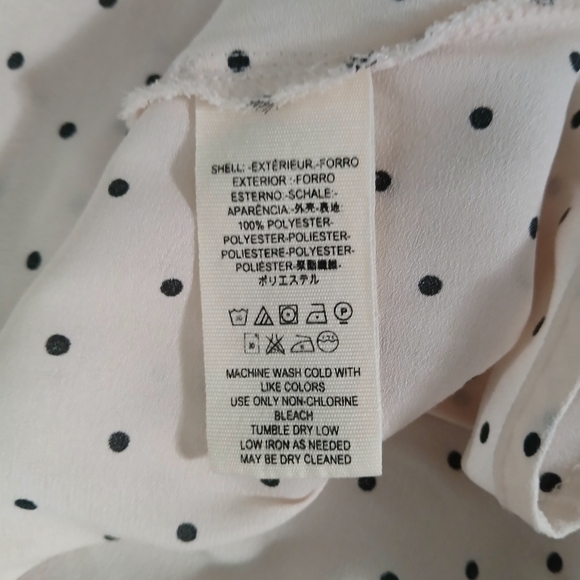 SHELL: -EXTÉRIEUR.-FORRO
EXTERIOR :-FORRO
ESTERNO:-SCHALE:-
APARÊNCIA:-外壳-表地
100% POLYESTER-
POLYESTER-POLIESTER-
POLIESTERE-POLYESTER-
POLIÉSTER-聚酯纖維-
ポリエステル
P
MACHINE WASH COLD WITH
LIKE COLORS
USE ONLY NON-CHLORINE
BLEACH
TUMBLE DRY LOW
LOW IRON AS NEEDED
MAY BE DRY CLEANED